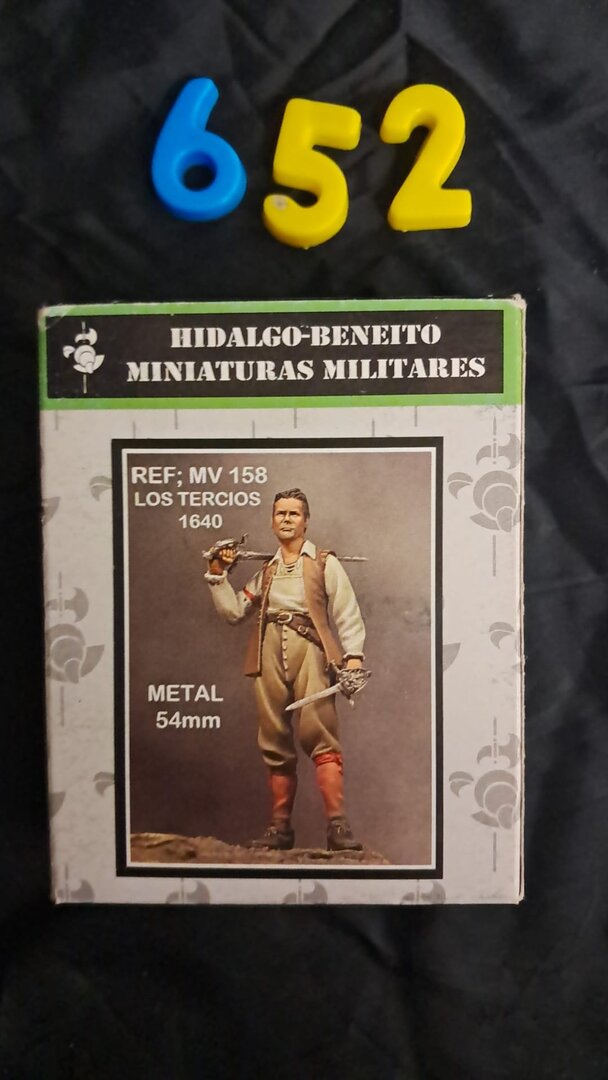 652
HIDALGO-BENEITO
MINIATURAS MILITARES
REF; MV 158
LOS TERCIOS
1640
METAL
54mm